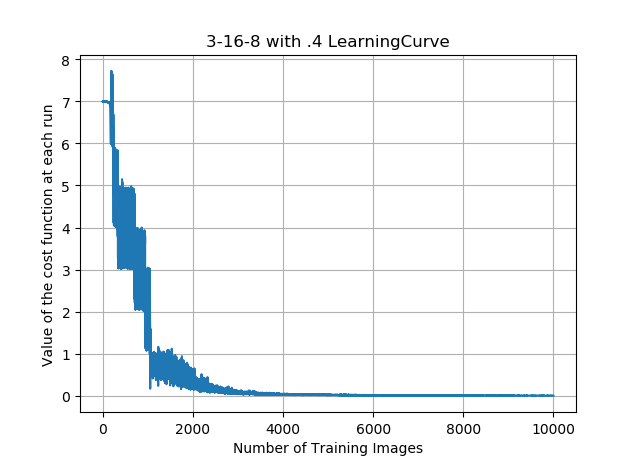 3-16-8 with .4 LearningCurve
Value of the cost function at each run
8
7
6
5
4
3
2
1
0
0 2000 4000 6000 8000 10000
Number of Training Images